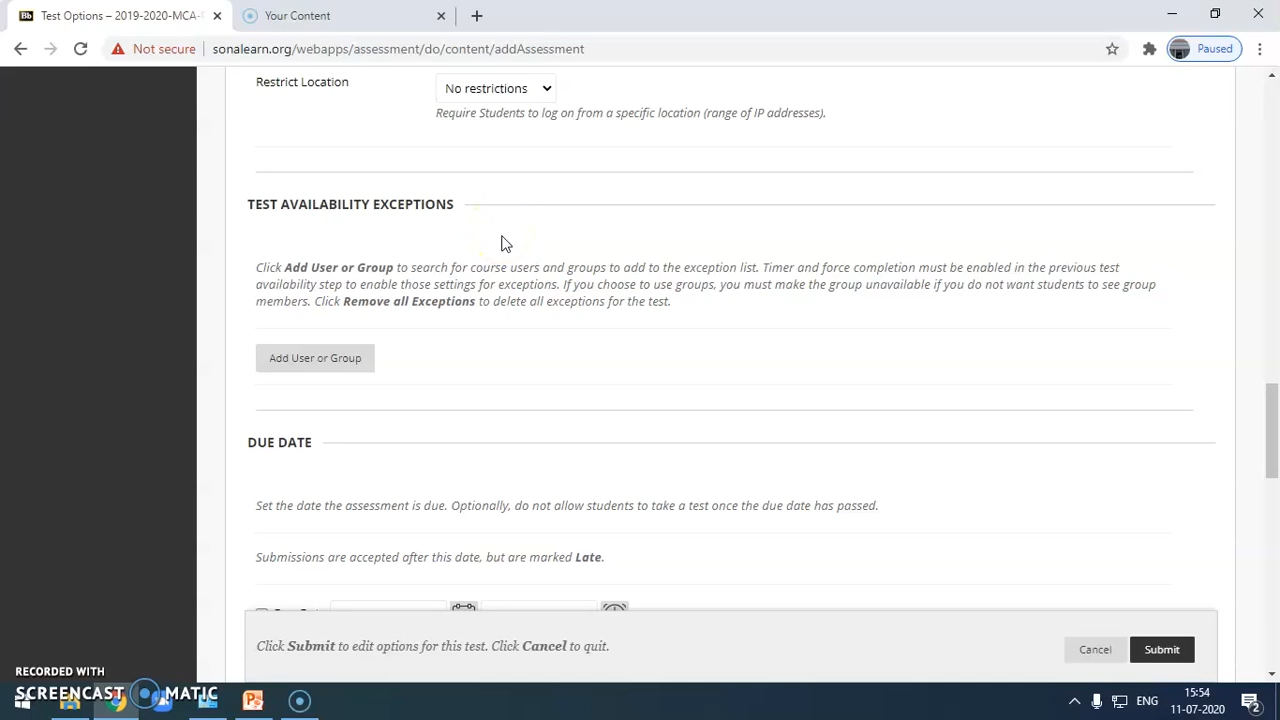 Bb Test Options – 2019-2020-MCA-
Your Content
Not secure sonalearn.org/webapps/assessment/do/content/addAssessment Paused
Restrict Location No restrictions
Require Students to log on from a specific location (range of IP addresses).
TEST AVAILABILITY EXCEPTIONS
Click Add User or Group to search for course users and groups to add to the exception list. Timer and force completion must be enabled in the previous test
availability step to enable those settings for exceptions. If you choose to use groups, you must make the group unavailable if you do not want students to see group
members. Click Remove all Exceptions to delete all exceptions for the test.
Add User or Group
DUE DATE
Set the date the assessment is due. Optionally, do not allow students to take a test once the due date has passed.
Submissions are accepted after this date, but are marked Late.
Click Submit to edit options for this test. Click Cancel to quit.
Cancel Submit
RECORDED WITH
SCREENCAST MATIC
ENG
15:54
11-07-2020
2